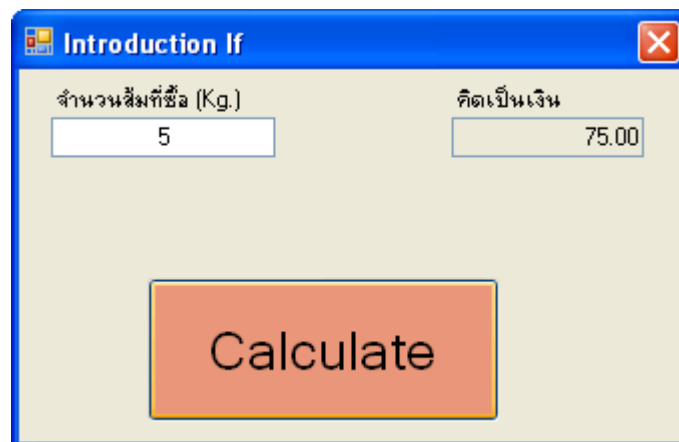 Introduction If
จำนวนส้มที่ซื้อ (Kg.) คิดเป็นเงิน
5 75.00
Calculate